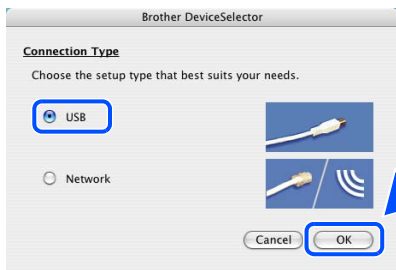 Brother DeviceSelector
Connection Type
Choose the setup type that best suits your needs.
USB
Network
Cancel OK